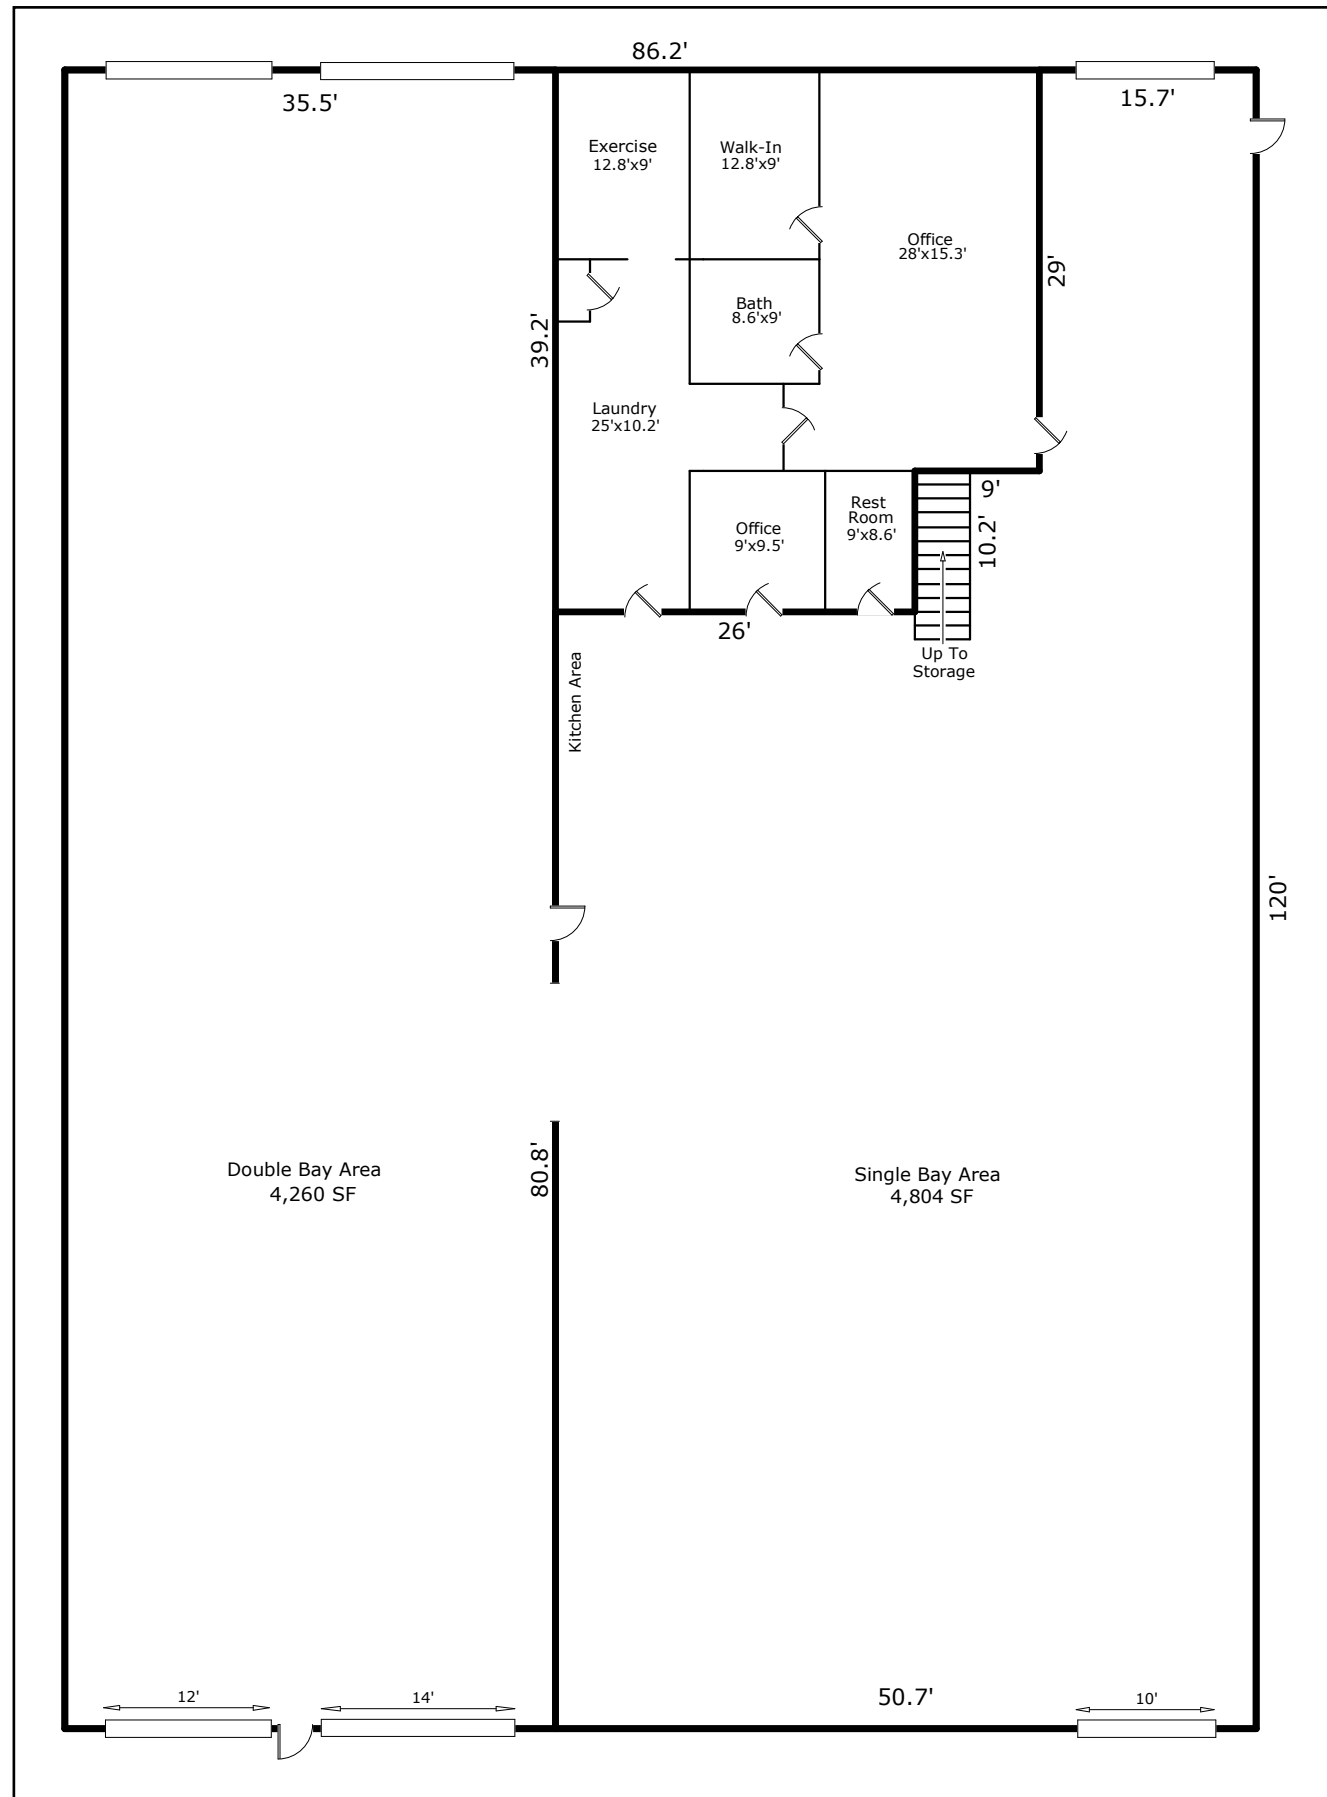 86.2'
35.5'
15.7'
Exercise
12.8'x9'
Walk-In
12.8'x9'
Office
28'x15.3'
29'
Bath
8.6'x9'
39.2'
Laundry
25'x10.2'
9'
10.2'
Rest
Room
9'x8.6'
Office
9'x9.5'
26'
Up To
Storage
Kitchen Area
120'
80.8'
Double Bay Area
4,260 SF
Single Bay Area
4,804 SF
12'
14'
50.7'
10'